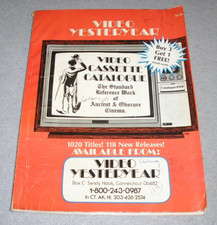 VIDEO
YESTERYEAR
Buy 3
Get 1
FREE!
VIDEO
CASSETTE
CATALOGUE
The Standard
Reference Work
of
Ancient & Obscure
Cinema.
1020 Titles! 118 New Releases!
AVAILABLE FROM:
VIDEO
YESTERYEAR
Box C, Sandy Hook, Connecticut 06482
1-800-243-0987
IN CT, AK, HI, 203-426-2574